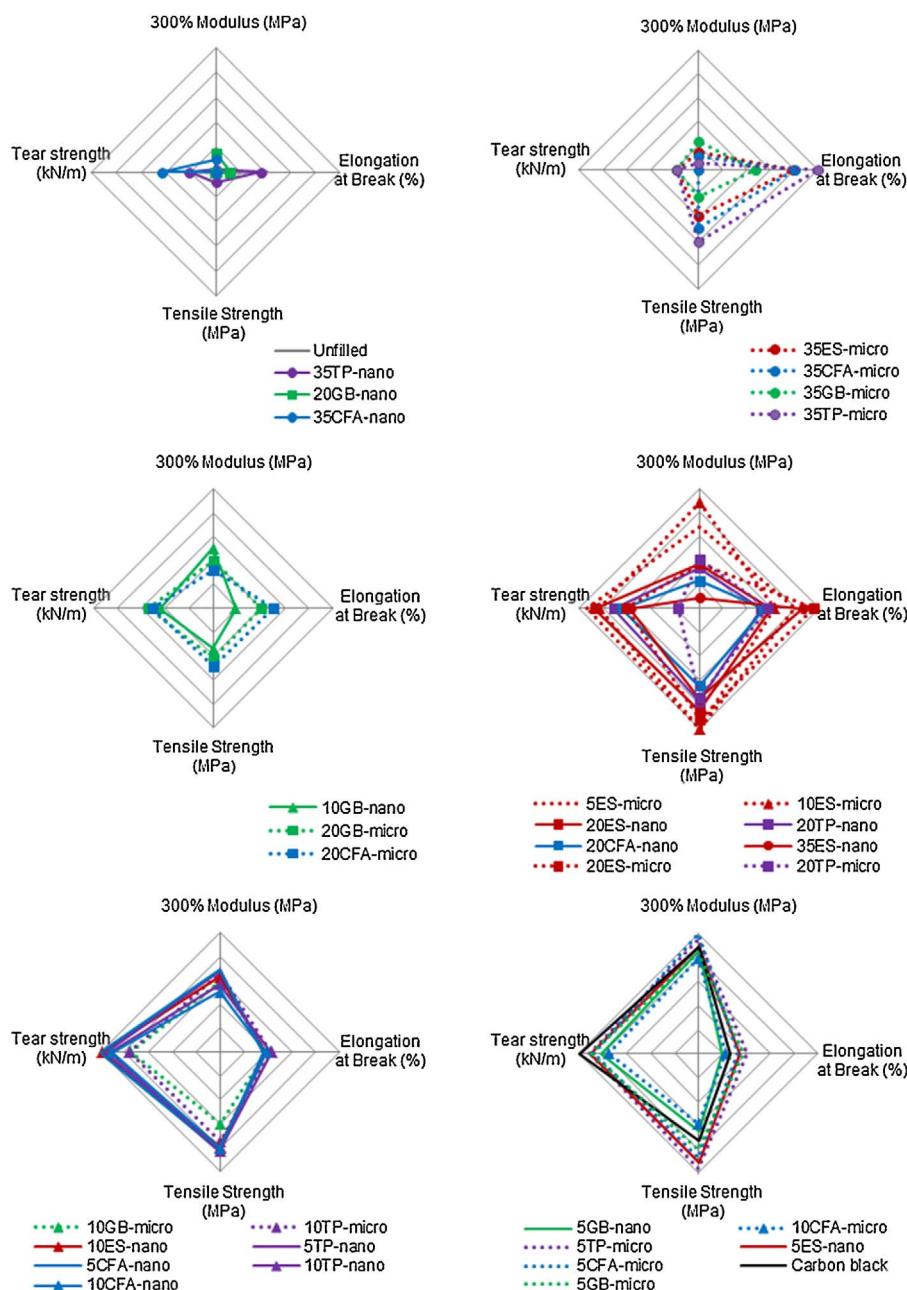 300% Modulus (MPa)
Tear strength
(kN/m)
Elongation
at Break (%)
Tensile Strength
(MPa)
Unfilled
35TP-nano
20GB-nano
35CFA-nano
300% Modulus (MPa)
Tear strength
(kN/m)
Elongation
at Break (%)
Tensile Strength
(MPa)
35ES-micro
35CFA-micro
35GB-micro
35TP-micro
300% Modulus (MPa)
Tear strength
(kN/m)
Elongation
at Break (%)
Tensile Strength
(MPa)
10GB-nano
20GB-micro
20CFA-micro
300% Modulus (MPa)
Tear strength
(kN/m)
Elongation
at Break (%)
Tensile Strength
(MPa)
5ES-micro 10ES-micro
20ES-nano 20TP-nano
20CFA-nano 35ES-nano
20ES-micro 20TP-micro
300% Modulus (MPa)
Tear strength
(kN/m)
Elongation
at Break (%)
Tensile Strength
(MPa)
10GB-micro 10TP-micro
10ES-nano 5TP-nano
5CFA-nano 10TP-nano
10CFA-nano
300% Modulus (MPa)
Tear strength
(kN/m)
Elongation
at Break (%)
Tensile Strength
(MPa)
5GB-nano 10CFA-micro
5TP-micro 5ES-nano
5CFA-micro Carbon black
5GB-micro